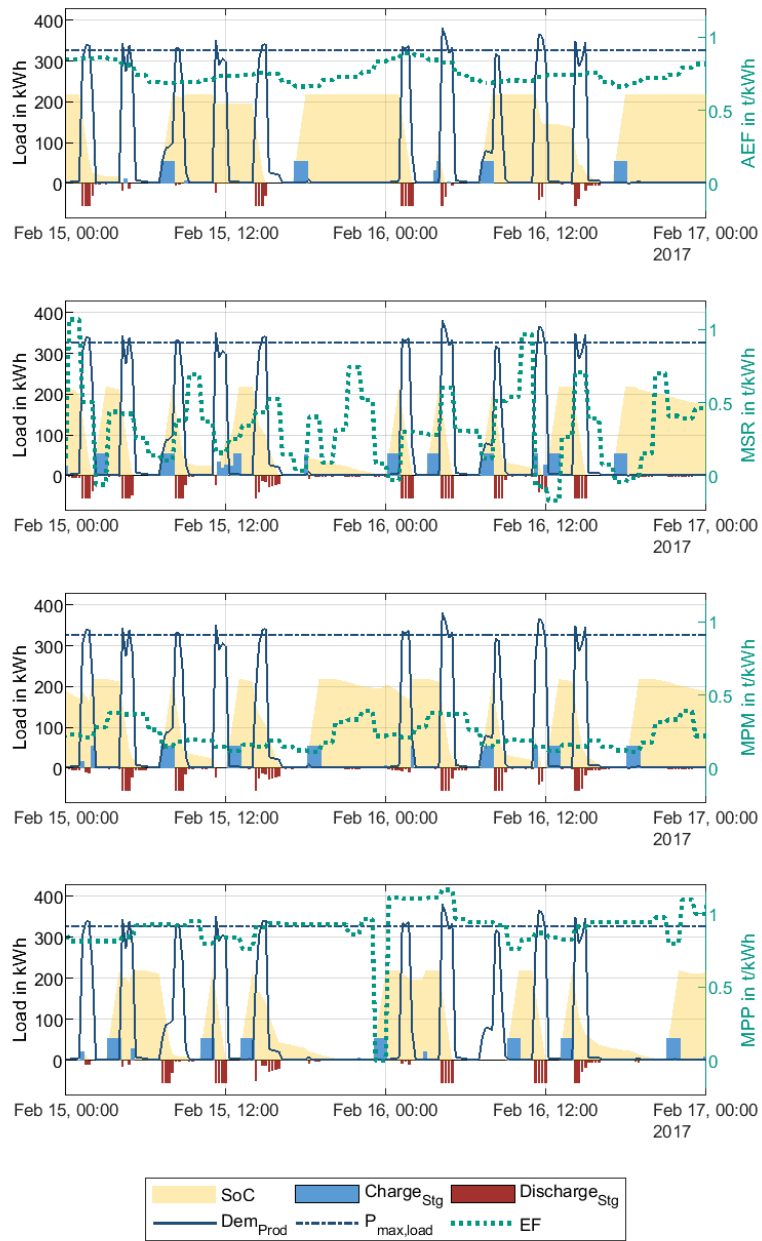 400
300
200
100
0
Load in kWh
1
0.5
0
AEF in t/kWh
Feb 15, 00:00 Feb 15, 12:00 Feb 16, 00:00 Feb 16, 12:00 Feb 17, 00:00
2017
400
300
200
100
0
Load in kWh
1
0.5
0
MSR in t/kWh
Feb 15, 00:00 Feb 15, 12:00 Feb 16, 00:00 Feb 16, 12:00 Feb 17, 00:00
2017
400
300
200
100
0
Load in kWh
1
0.5
0
MPM in t/kWh
Feb 15, 00:00 Feb 15, 12:00 Feb 16, 00:00 Feb 16, 12:00 Feb 17, 00:00
2017
400
300
200
100
0
Load in kWh
1
0.5
0
MPP in t/kWh
Feb 15, 00:00 Feb 15, 12:00 Feb 16, 00:00 Feb 16, 12:00 Feb 17, 00:00
2017
SoC Charge_Stg Discharge_Stg
Dem_Prod P_max,load EF